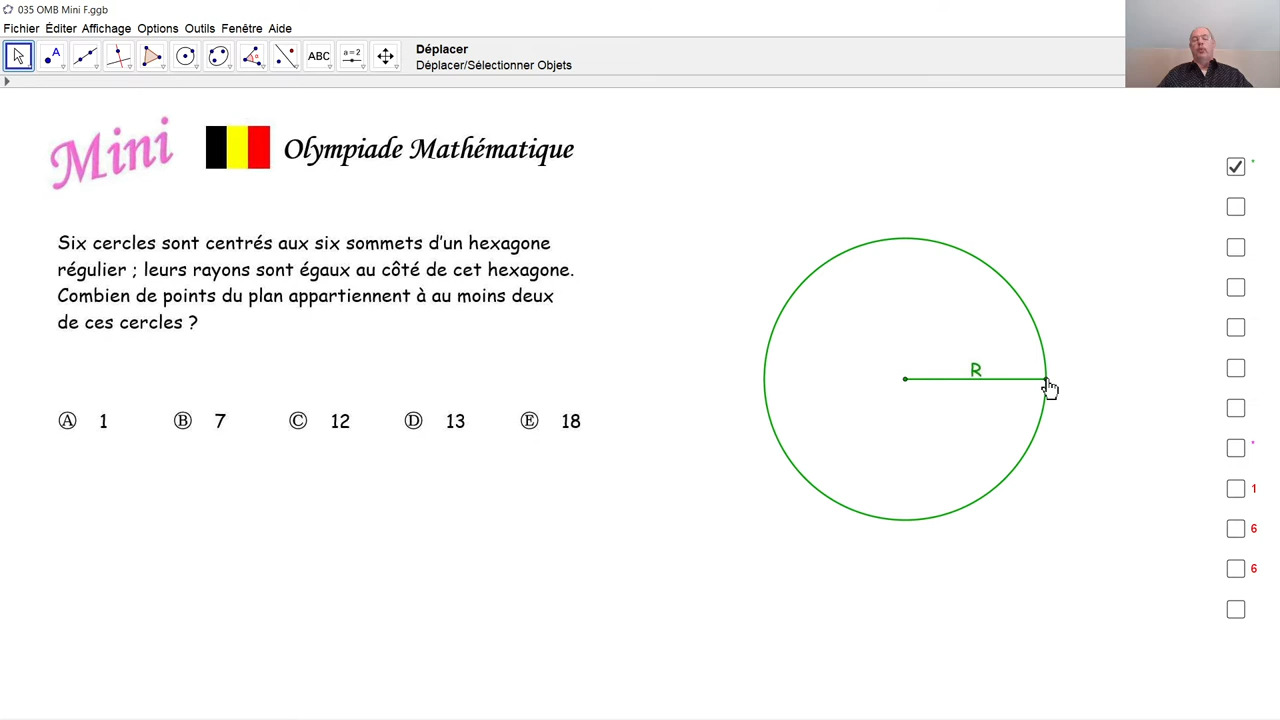 035 OMB Mini F.ggb
Fichier Éditer Affichage Options Outils Fenêtre Aide
A
α
ABC
a=2
Déplacer
Déplacer/Sélectionner Objets
Mini
Olympiade Mathématique
Six cercles sont centrés aux six sommets d’un hexagone
régulier ; leurs rayons sont égaux au côté de cet hexagone.
Combien de points du plan appartiennent à au moins deux
de ces cercles ?
Ⓐ 1 Ⓑ 7 Ⓒ 12 Ⓓ 13 Ⓔ 18
R
*
*
1
6
6